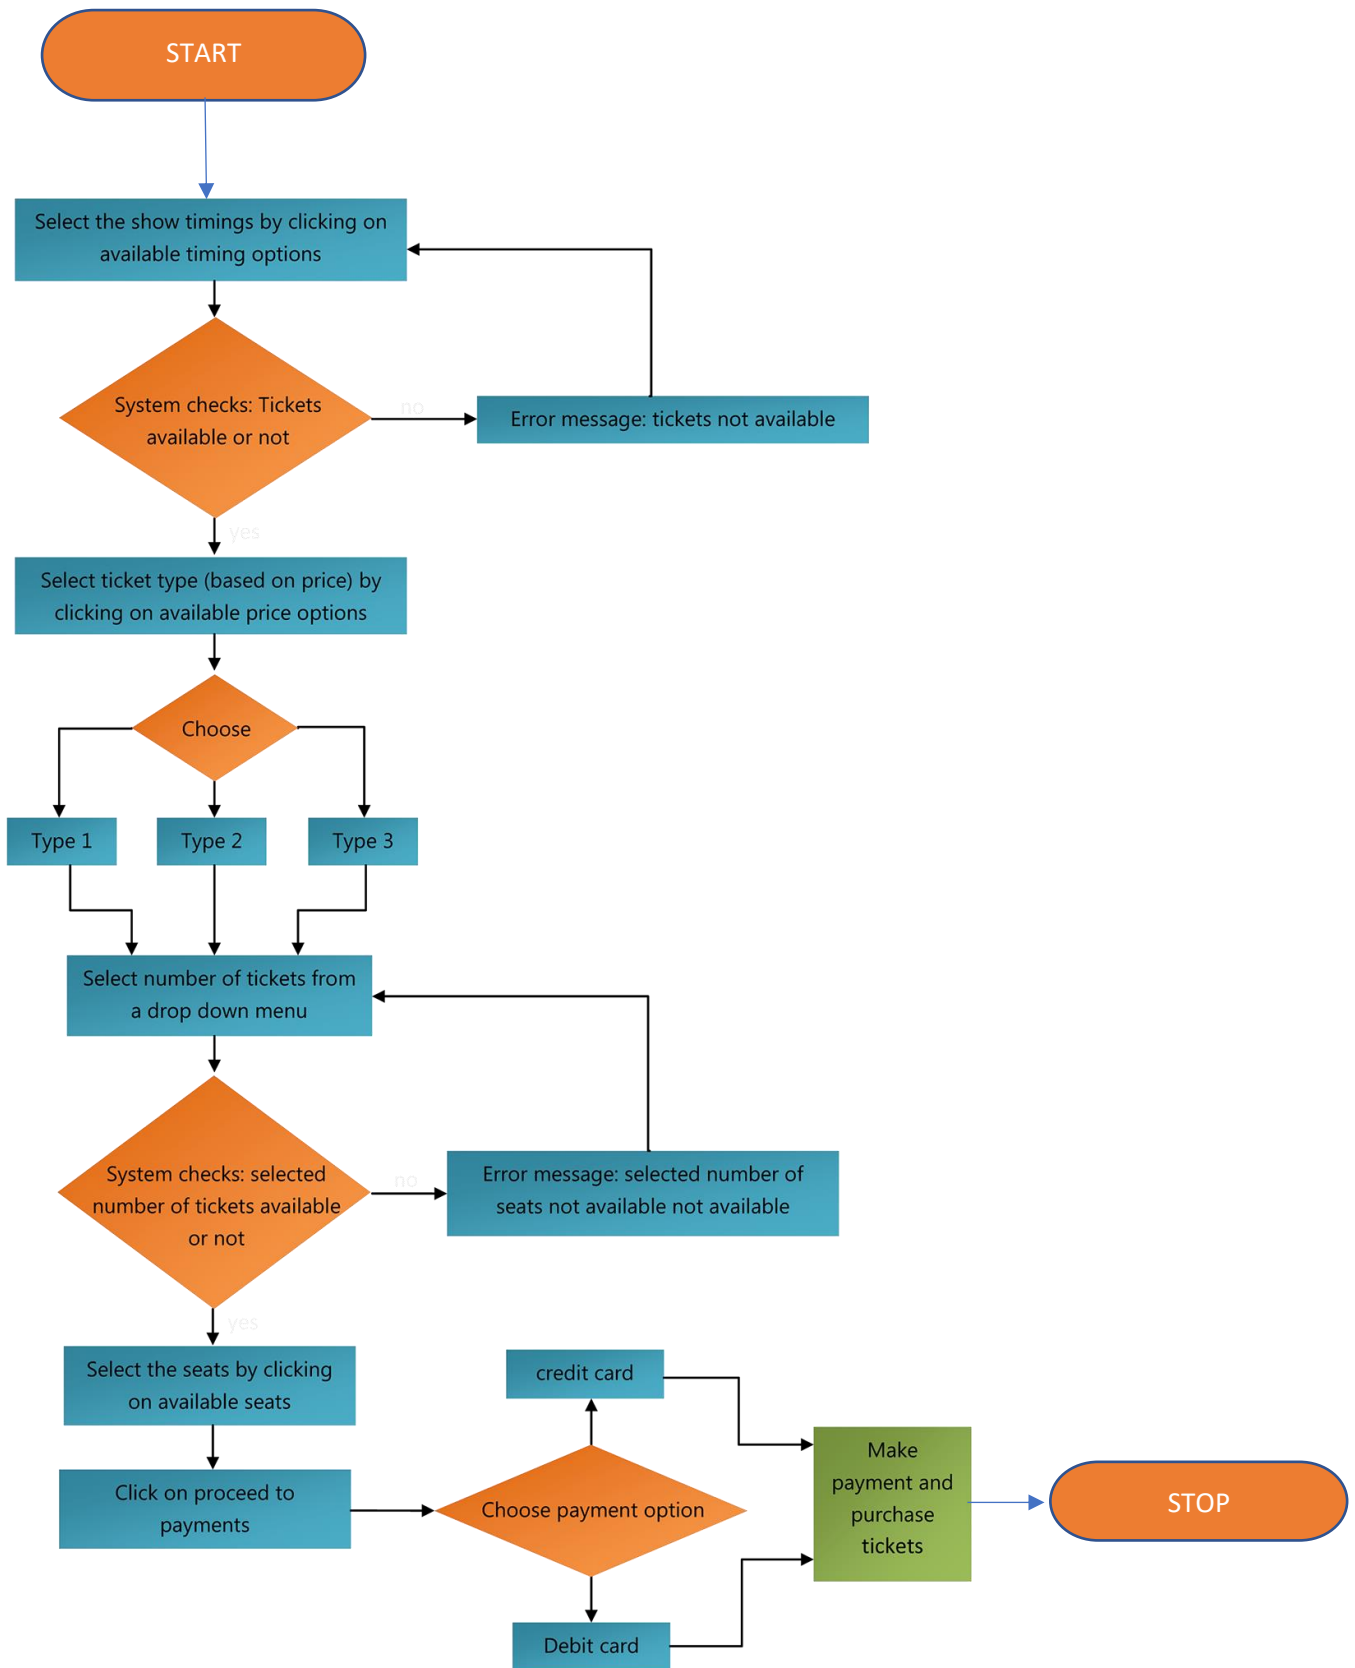 START
Select the show timings by clicking on
available timing options
System checks: Tickets
available or not
no
Error message: tickets not available
yes
Select ticket type (based on price) by
clicking on available price options
Choose
Type 1
Type 2
Type 3
Select number of tickets from
a drop down menu
System checks: selected
number of tickets available
or not
no
Error message: selected number of
seats not available not available
yes
Select the seats by clicking
on available seats
Click on proceed to
payments
Choose payment option
credit card
Debit card
Make
payment and
purchase
tickets
STOP